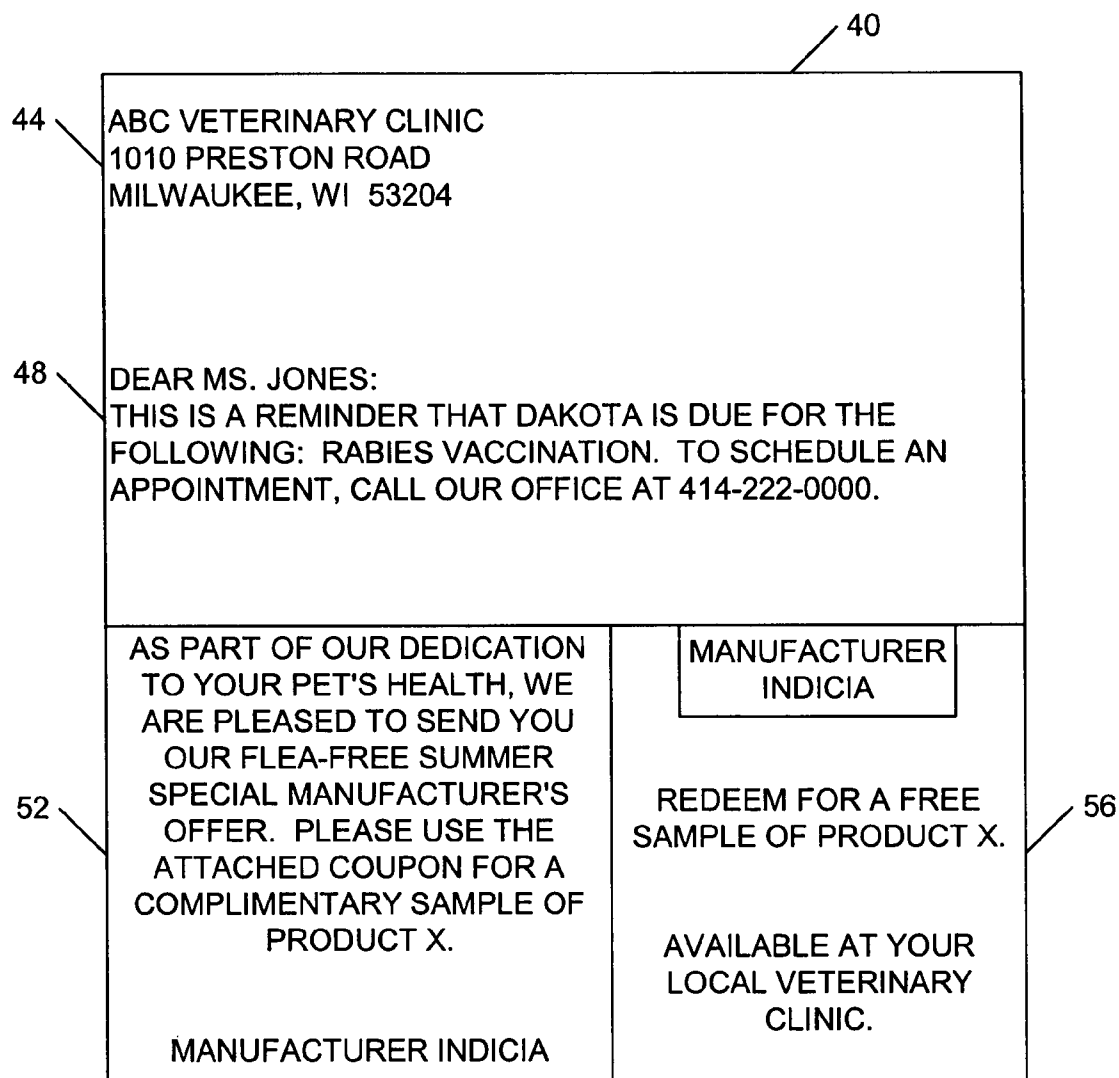 40
44
ABC VETERINARY CLINIC
1010 PRESTON ROAD
MILWAUKEE, WI 53204
48
DEAR MS. JONES:
THIS IS A REMINDER THAT DAKOTA IS DUE FOR THE
FOLLOWING: RABIES VACCINATION. TO SCHEDULE AN
APPOINTMENT, CALL OUR OFFICE AT 414-222-0000.
52
AS PART OF OUR DEDICATION
TO YOUR PET'S HEALTH, WE
ARE PLEASED TO SEND YOU
OUR FLEA-FREE SUMMER
SPECIAL MANUFACTURER'S
OFFER. PLEASE USE THE
ATTACHED COUPON FOR A
COMPLIMENTARY SAMPLE OF
PRODUCT X.
MANUFACTURER INDICIA
MANUFACTURER
INDICIA
REDEEM FOR A FREE
SAMPLE OF PRODUCT X.
56
AVAILABLE AT YOUR
LOCAL VETERINARY
CLINIC.